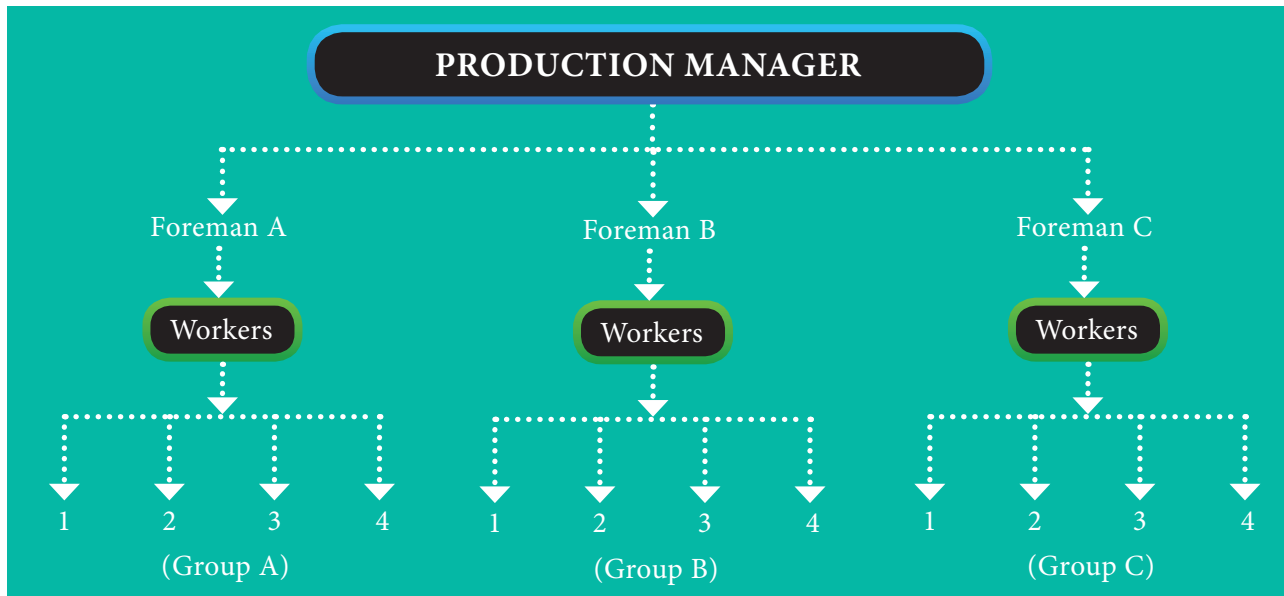 PRODUCTION MANAGER
Foreman A
Foreman B
Foreman C
Workers
Workers
Workers
1 2 3 4
1 2 3 4
1 2 3 4
(Group A)
(Group B)
(Group C)